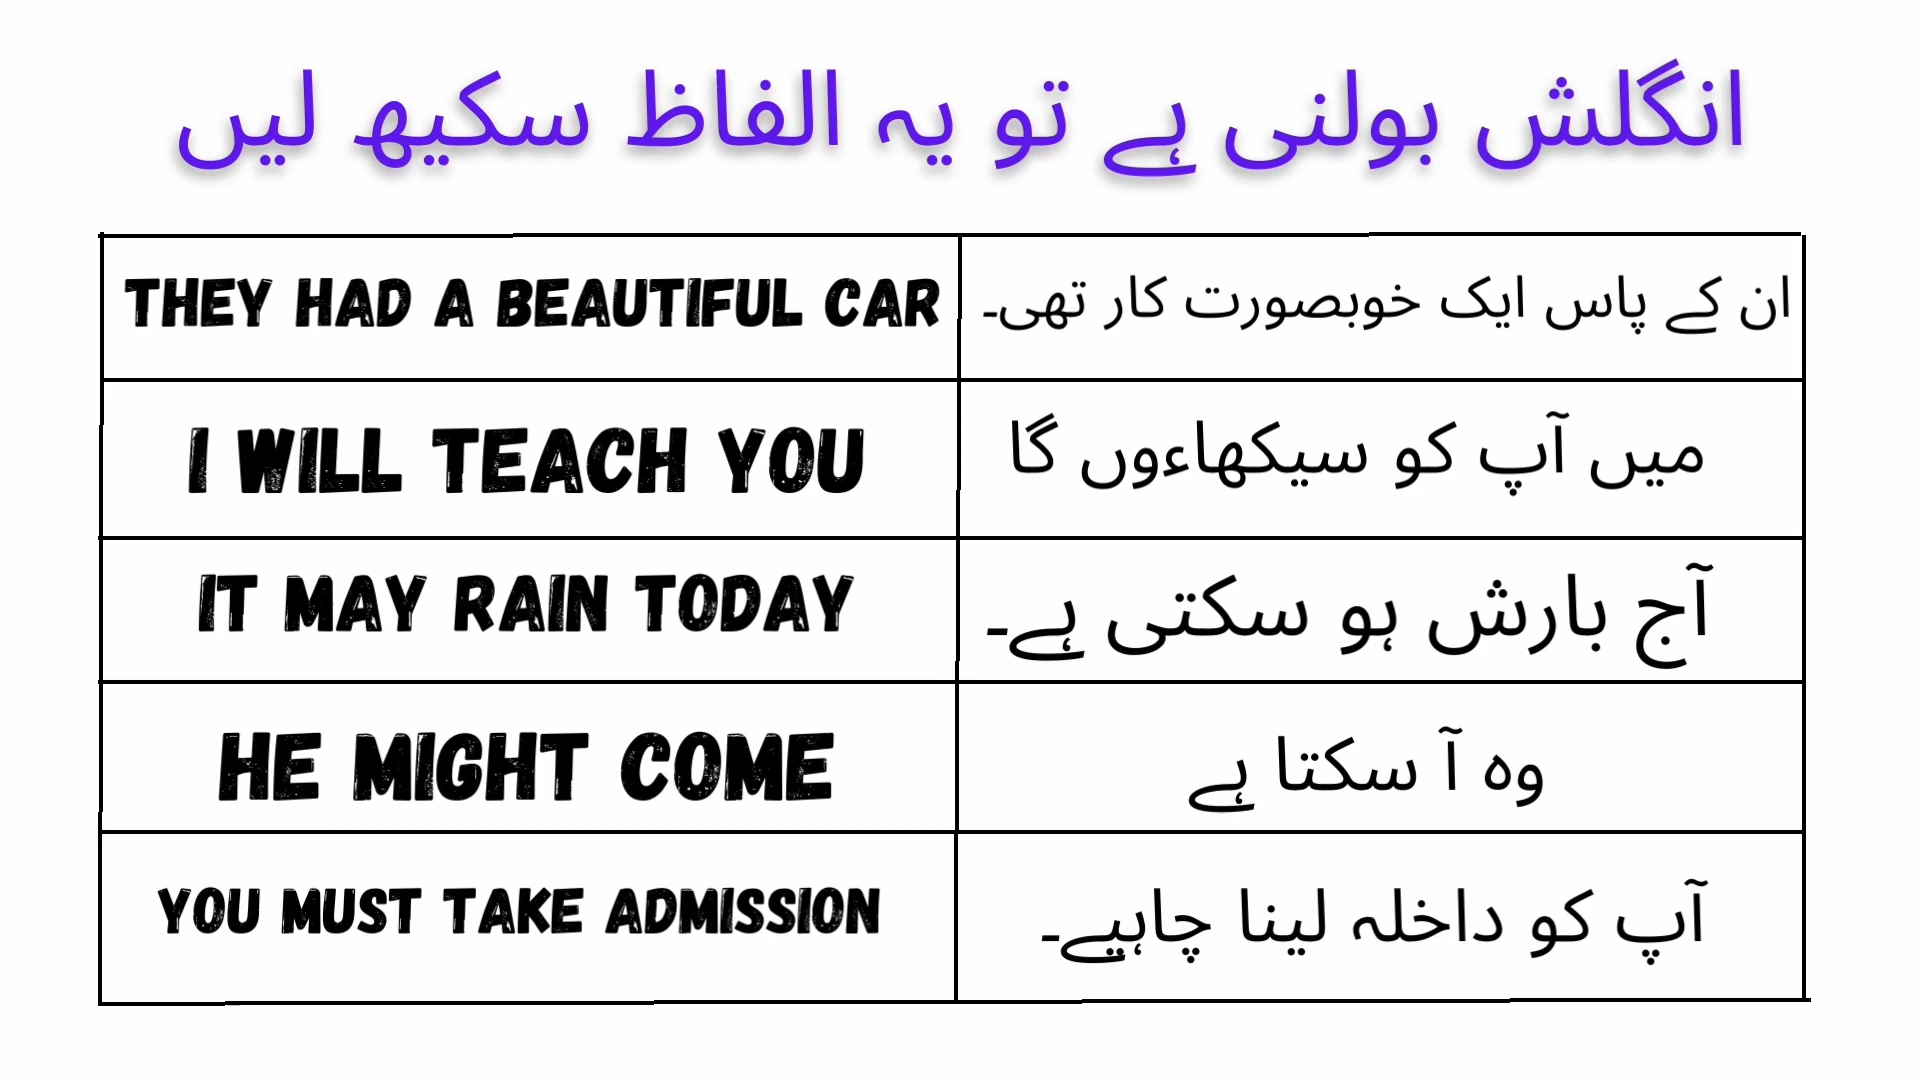 انگلش بولنی ہے تو یہ الفاظ سکیھ لیں
THEY HAD A BEAUTIFUL CAR
ان کے پاس ایک خوبصورت کار تھی۔
I WILL TEACH YOU
میں آپ کو سیکھاءوں گا
IT MAY RAIN TODAY
آج بارش ہو سکتی ہے۔
HE MIGHT COME
وہ آ سکتا ہے
YOU MUST TAKE ADMISSION
آپ کو داخلہ لینا چاہیے۔